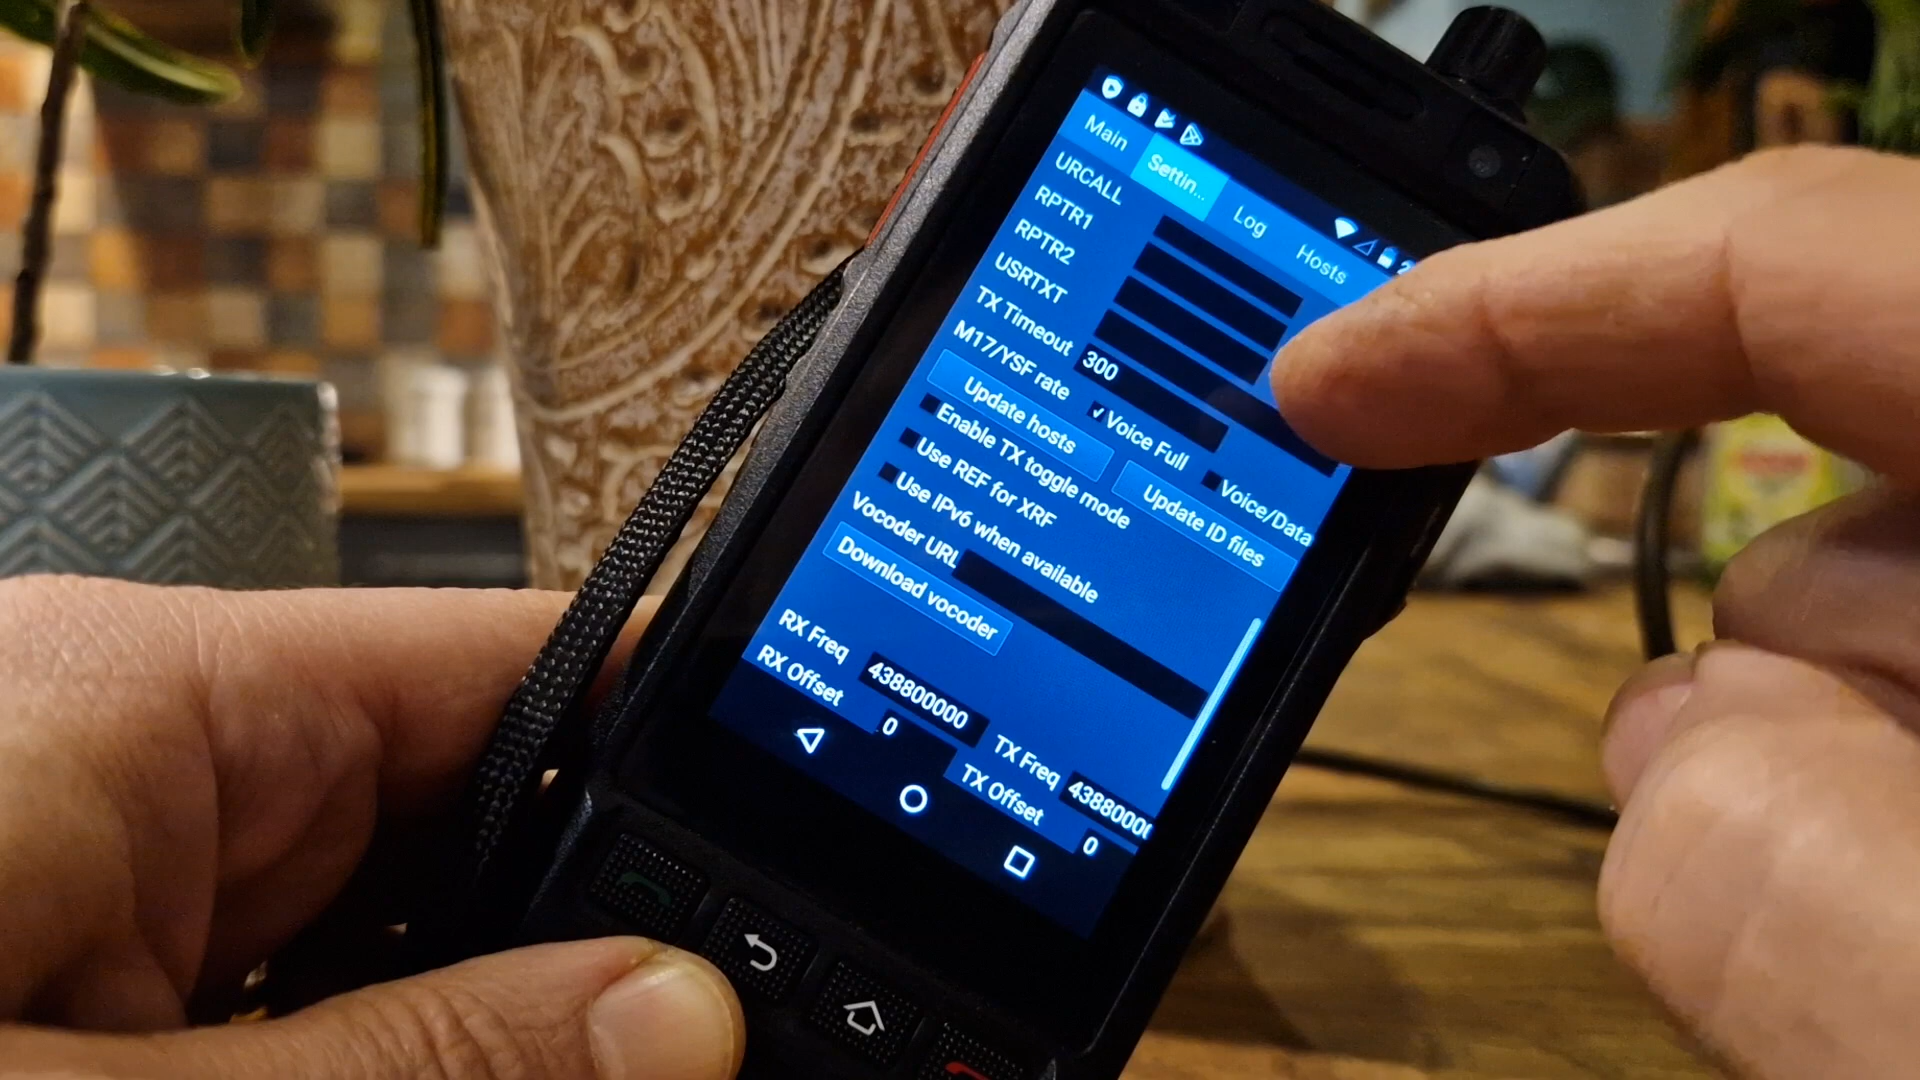 Main Settin... Log Hosts
URCALL
RPTR1
RPTR2
USRTXT
TX Timeout 300
M17/YSF rate ✓ Voice Full Voice/Data
Update hosts Update ID files
Enable TX toggle mode
Use REF for XRF
Use IPv6 when available
Vocoder URL
Download vocoder
RX Freq 438800000 TX Freq 43880000
RX Offset 0 TX Offset 0